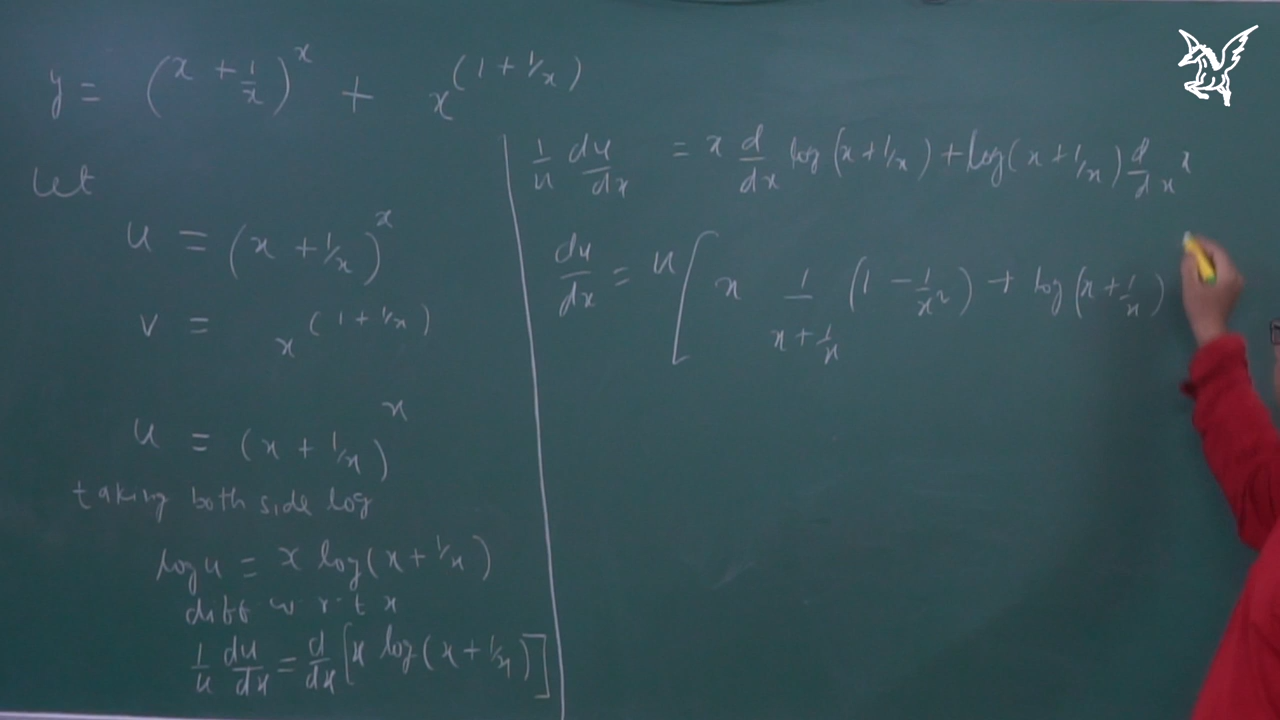 y = (x + 1/x)^x + x^(1 + 1/x)
Let
u = (x + 1/x)^x
v = x^(1 + 1/x)
u = (x + 1/x)^x
taking both side log
log u = x log(x + 1/x)
diff w r t x
1/u du/dx = d/dx [x log(x + 1/x)]
1/u du/dx = x d/dx log(x + 1/x) + log(x + 1/x) d/dx x
du/dx = u [ x 1/(x + 1/x) (1 - 1/x²) + log(x + 1/x)